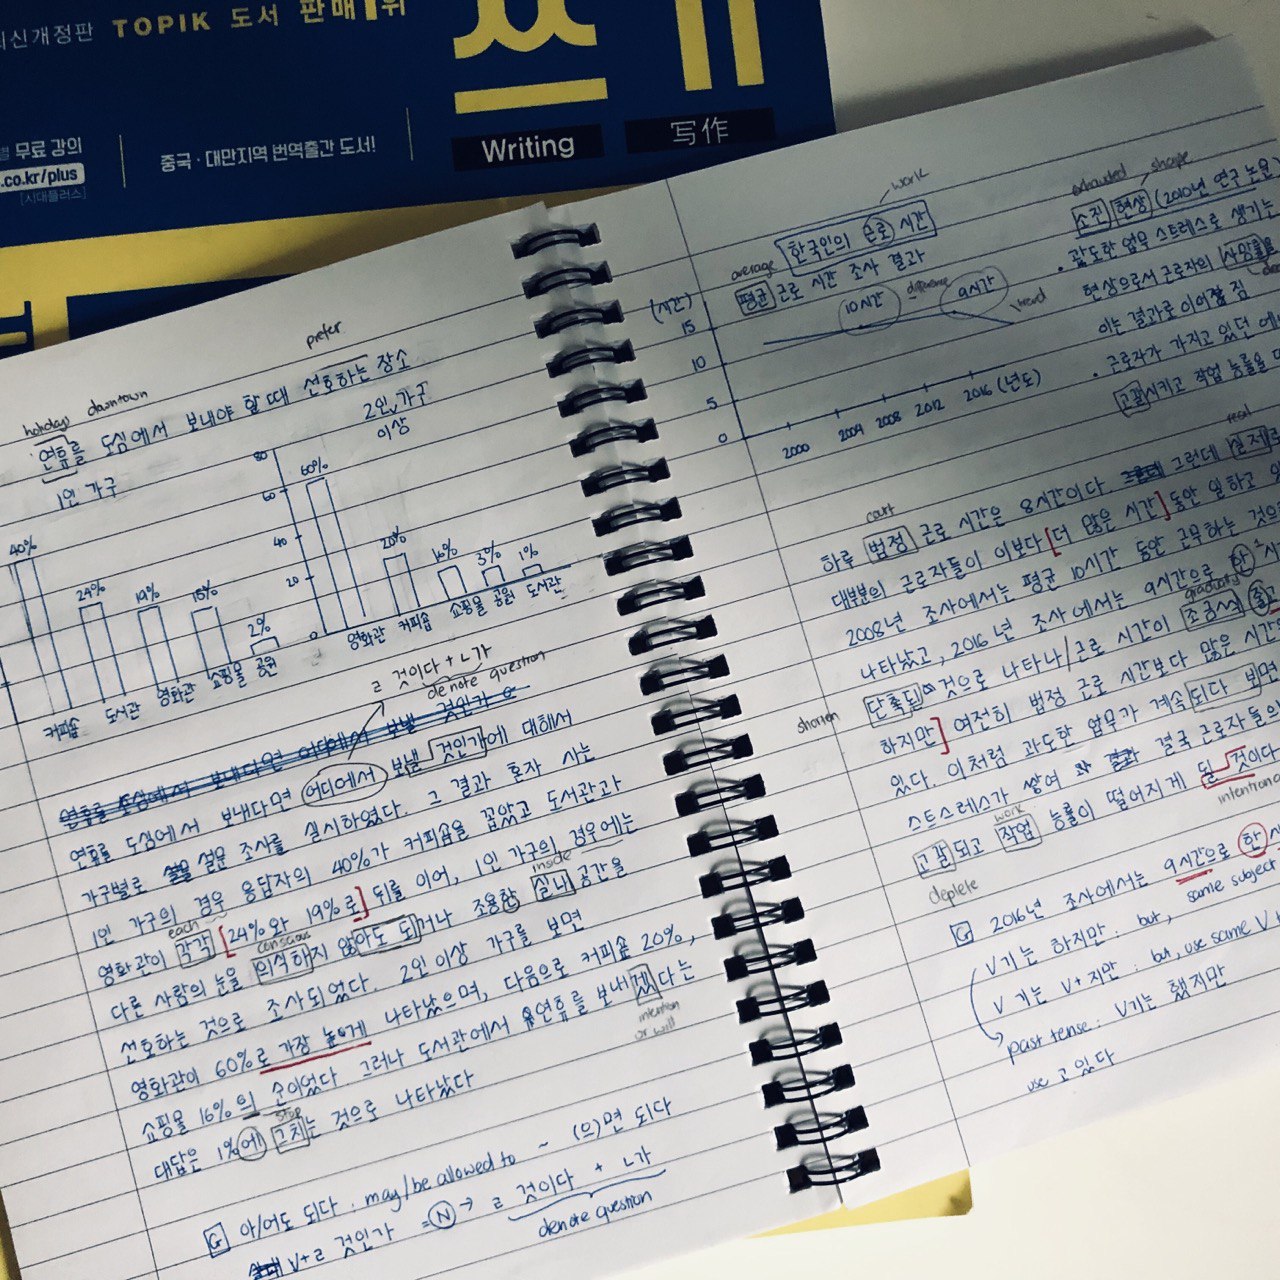 최신개정판 TOPIK 도서 판매 1위
쓰기
무료 강의
중국·대만지역 번역출간 도서!
Writing 写作
.co.kr/plus
[시대플러스]
prefer
holidays downtown
연휴를 도심에서 보내야 할 때 선호하는 장소
1인 가구
2인 가구
이상
40%
24%
19%
15%
2%
커피숍 도서관 영화관 쇼핑몰 공원
80
60
40
20
0
60%
20%
16%
3%
1%
영화관 커피숍 쇼핑몰 공원 도서관
ㄹ 것이다 + ㄴ가
denote question
연휴를 도심에서 보내다면 어디에서 보낼 것인가
연휴를 도심에서 보낸다면 어디에서 보낼 것인가에 대해서
가구별로 설문 조사를 실시하였다. 그 결과 혼자 사는
1인 가구의 경우 응답자의 40%가 커피숍을 꼽았고 도서관과
영화관이 각각 [24%와 19%로] 뒤를 이어, 1인 가구의 경우에는
each
conscious
inside
다른 사람의 눈을 의식하지 않아도 되거나 조용한 실내 공간을
선호하는 것으로 조사되었다. 2인 이상 가구를 보면
영화관이 60%로 가장 높게 나타났으며, 다음으로 커피숍 20%,
쇼핑몰 16%의 순이었다 그러나 도서관에서 연휴를 보내겠다는
intention
or will
stop
대답은 1%에 그치는 것으로 나타났다
G 아/어도 되다 : may/be allowed to ~ (으)면 되다
V+ㄹ 것인가 = N → ㄹ 것이다 + ㄴ가
denote question
work
한국인의 근로 시간
average
평균 근로 시간 조사 결과
(시간)
15
10
5
0
10시간
difference
9시간
trend
2000 2004 2008 2012 2016 (년도)
exhausted shape
소진 현상 (2010년 연구 논문
• 과도한 업무 스트레스로 생기는
현상으로서 근로자의 사망률을
이는 결과로 이어짐
• 근로자가 가지고 있던
고갈시키고 작업 능률을
court
real
하루 법정 근로 시간은 8시간이다. 그런데 실제로
대부분의 근로자들이 이보다 [더 많은 시간] 동안 일하고
2008년 조사에서는 평균 10시간 동안 근무하는 것으
나타났고, 2016년 조사에서는 9시간으로 한
gradually
shorten
단축된 것으로 나타나/근로 시간이 조금씩 줄고
하지만] 여전히 법정 근로 시간보다 많은 시간
있다. 이처럼 과도한 업무가 계속되다 보면
스트스레스가 쌓여 결국 근로자들의
work
고갈되고 작업 능률이 떨어지게 될 것이다
deplete
intention
G 2016년 조사에서는 9시간으로 한
V기는 하지만 : but, same subject
V기는 V+지만 : but, use same V
past tense : V기는 했지만
use 고 있다